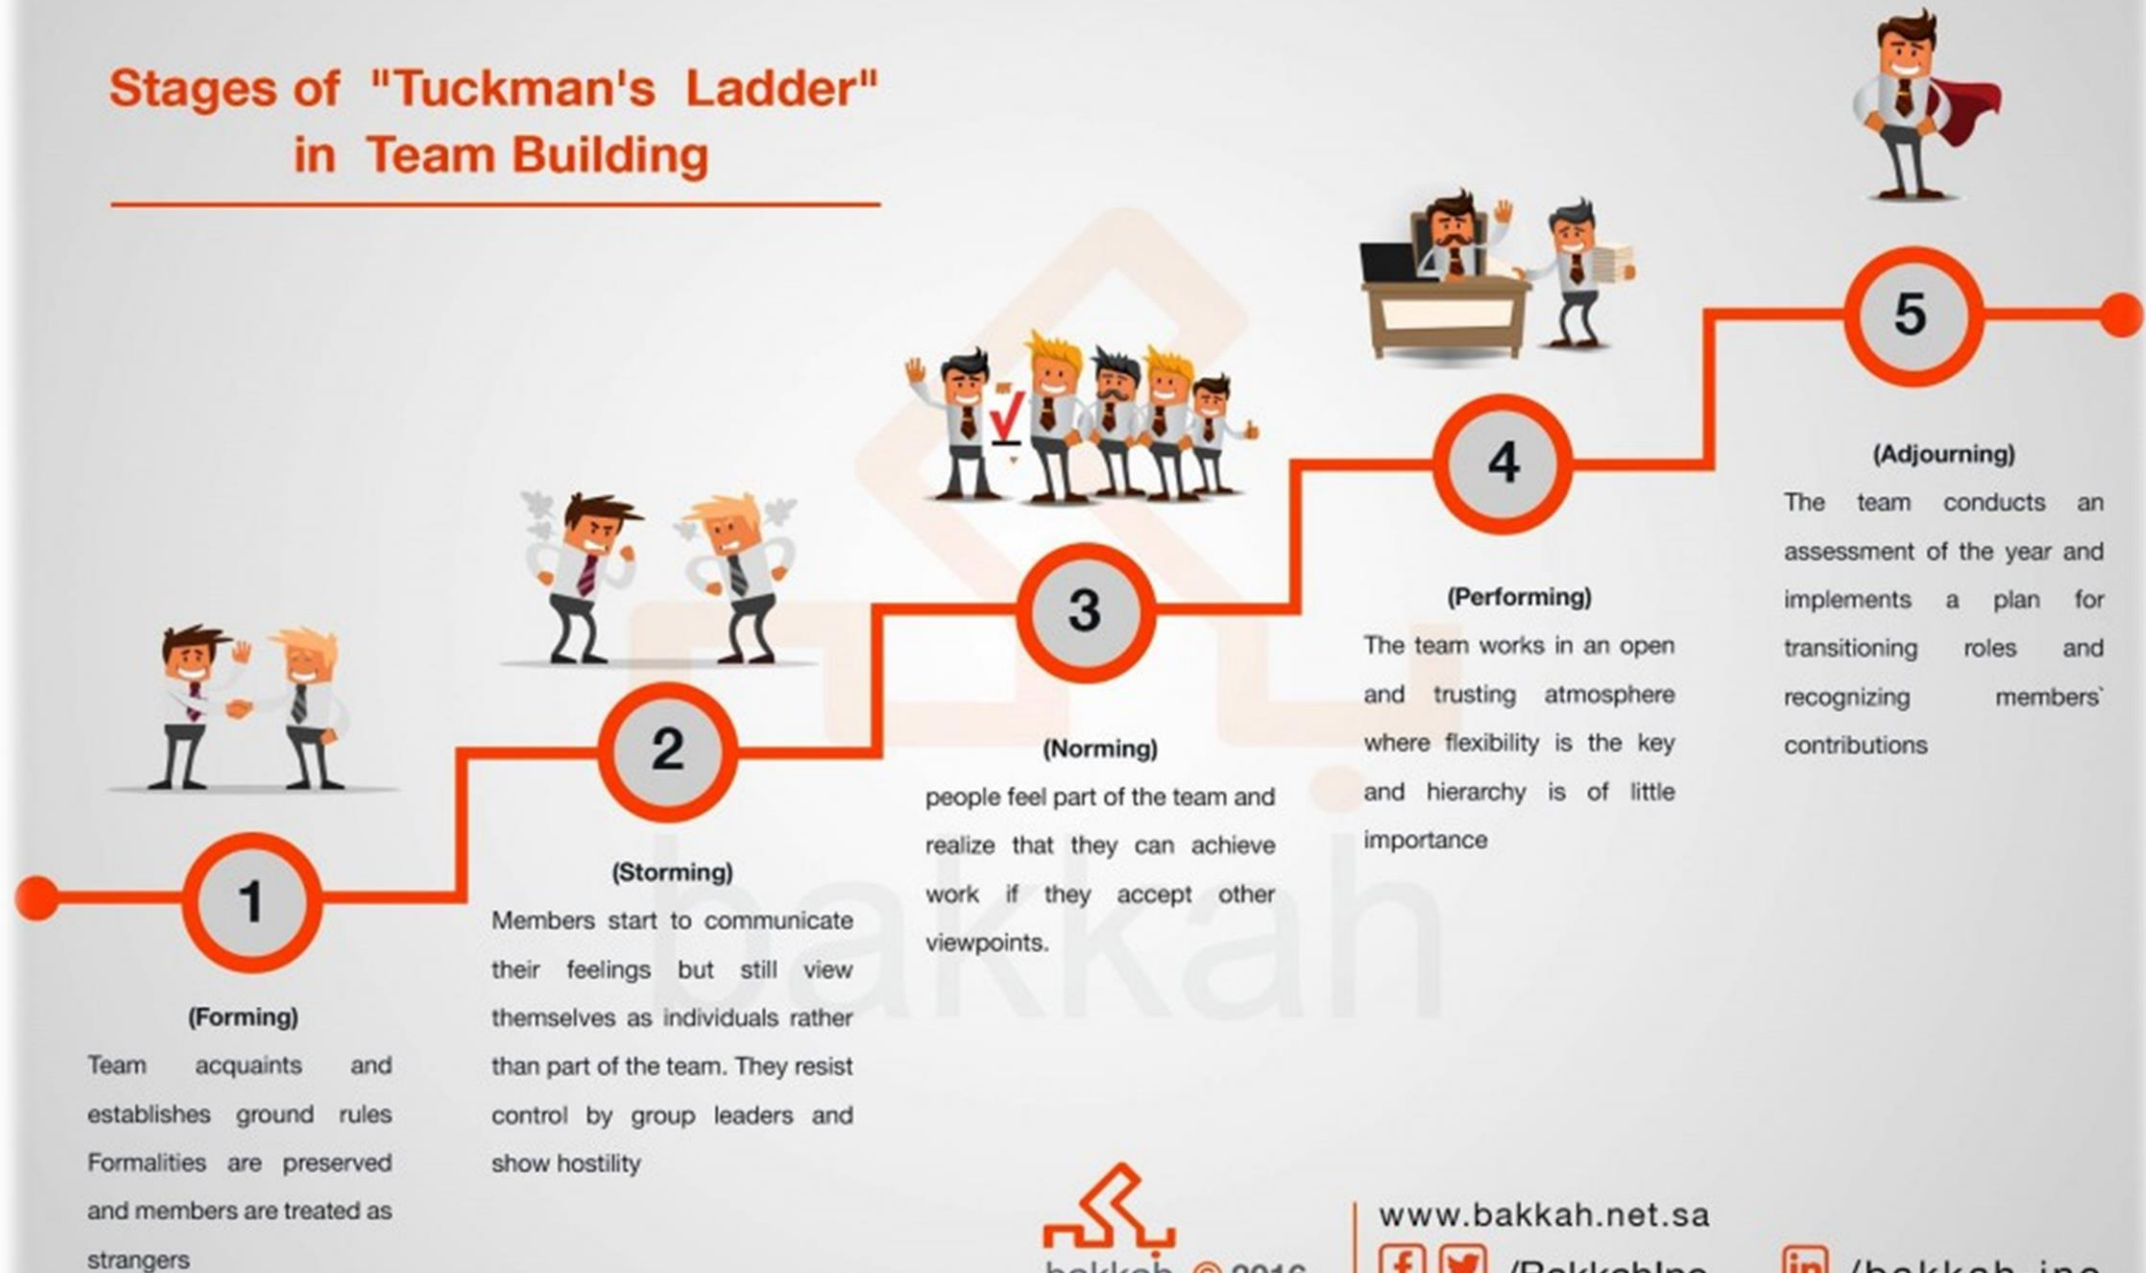 Stages of "Tuckman's Ladder"
in Team Building
1
(Forming)
Team acquaints and
establishes ground rules
Formalities are preserved
and members are treated as
strangers
2
(Storming)
Members start to communicate
their feelings but still view
themselves as individuals rather
than part of the team. They resist
control by group leaders and
show hostility
3
(Norming)
people feel part of the team and
realize that they can achieve
work if they accept other
viewpoints.
4
(Performing)
The team works in an open
and trusting atmosphere
where flexibility is the key
and hierarchy is of little
importance
5
(Adjourning)
The team conducts an
assessment of the year and
implements a plan for
transitioning roles and
recognizing members`
contributions
bakkah
bakkah © 2016
www.bakkah.net.sa
/BakkahInc
in /bakkah-inc